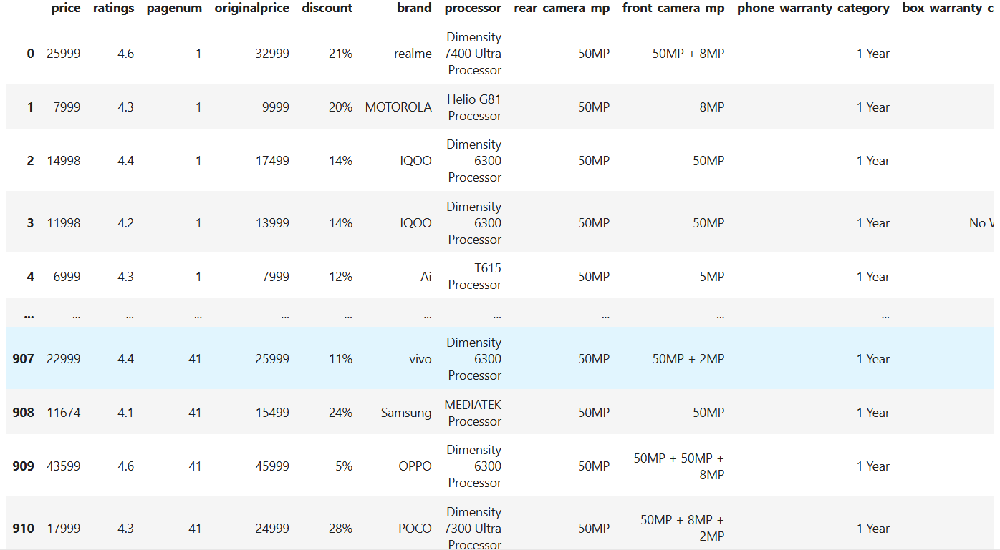 price ratings pagenum originalprice discount brand processor rear_camera_mp front_camera_mp phone_warranty_category box_warranty_c
0 25999 4.6 1 32999 21% realme Dimensity 7400 Ultra Processor 50MP 50MP + 8MP 1 Year
1 7999 4.3 1 9999 20% MOTOROLA Helio G81 Processor 50MP 8MP 1 Year
2 14998 4.4 1 17499 14% IQOO Dimensity 6300 Processor 50MP 50MP 1 Year
3 11998 4.2 1 13999 14% IQOO Dimensity 6300 Processor 50MP 50MP 1 Year No
4 6999 4.3 1 7999 12% Ai T615 Processor 50MP 5MP 1 Year
... ... ... ... ... ... ... ... ... ... ...
907 22999 4.4 41 25999 11% vivo Dimensity 6300 Processor 50MP 50MP + 2MP 1 Year
908 11674 4.1 41 15499 24% Samsung MEDIATEK Processor 50MP 50MP 1 Year
909 43599 4.6 41 45999 5% OPPO Dimensity 6300 Processor 50MP 50MP + 50MP + 8MP 1 Year
910 17999 4.3 41 24999 28% POCO Dimensity 7300 Ultra Processor 50MP 50MP + 8MP + 2MP 1 Year